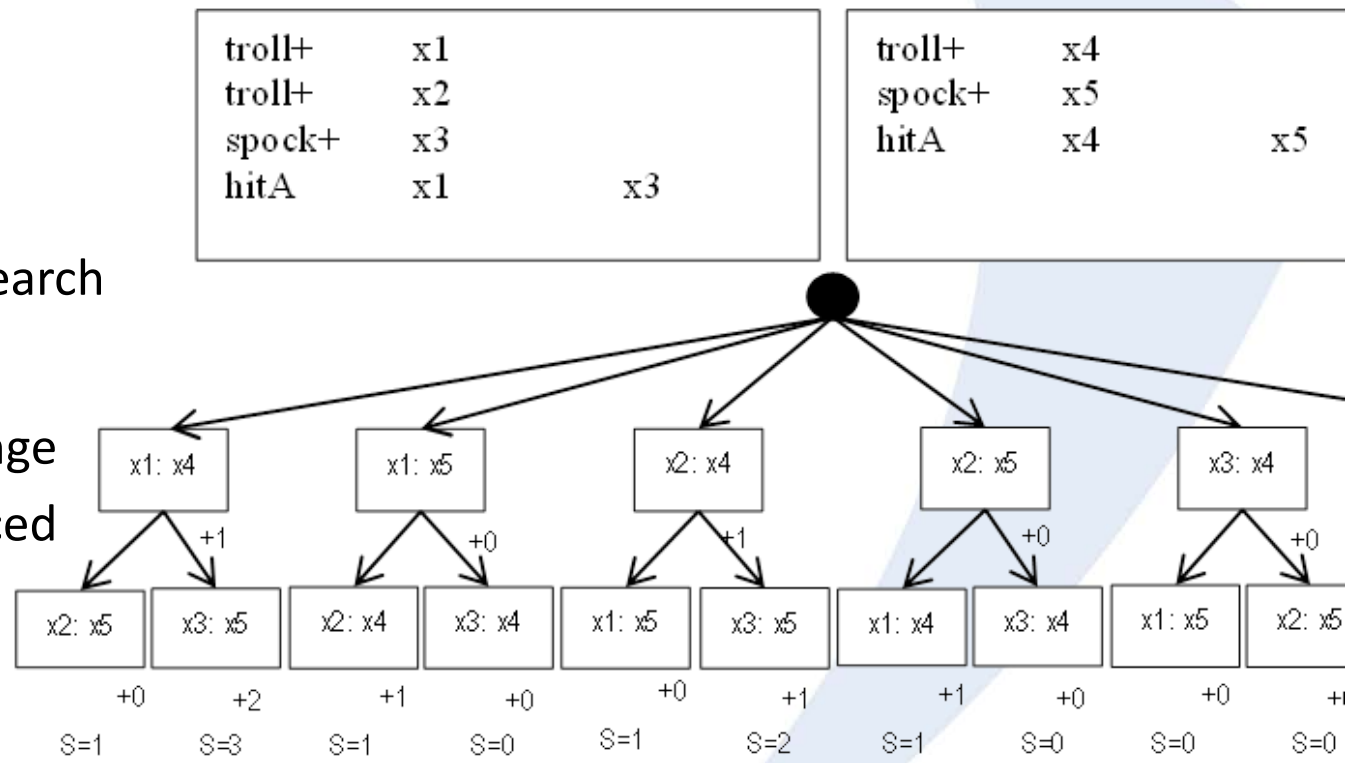 troll+ x1
troll+ x2
spock+ x3
hitA x1 x3
troll+ x4
spock+ x5
hitA x4 x5
earch
ge
ced
x1: x4
x1: x5
x2: x4
x2: x5
x3: x4
+1
+0
+1
+0
+0
x2: x5
x3: x5
x2: x4
x3: x4
x1: x5
x3: x5
x1: x4
x3: x4
x1: x5
x2: x5
+0
+2
+1
+0
+0
+1
+1
+0
+0
S=1
S=3
S=1
S=0
S=1
S=2
S=1
S=0
S=0
S=0